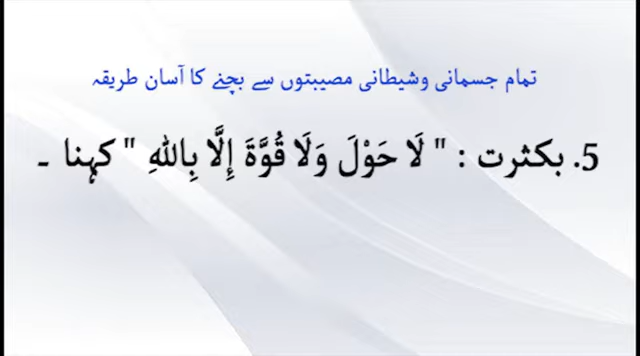 تمام جسمانی وشیطانی مصیبتوں سے بچنے کا آسان طریقہ
5. بکثرت : " لَا حَوْلَ وَلَا قُوَّةَ إِلَّا بِاللهِ " کہنا ۔